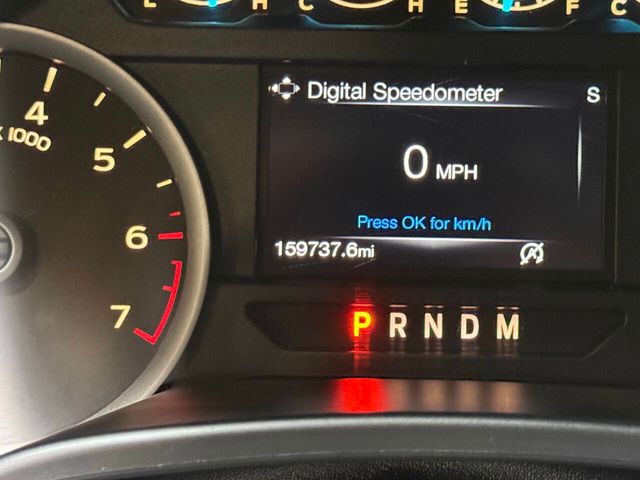 L H C H E F C
4
x1000
5
6
7
Digital Speedometer S
0 MPH
Press OK for km/h
159737.6mi
P R N D M